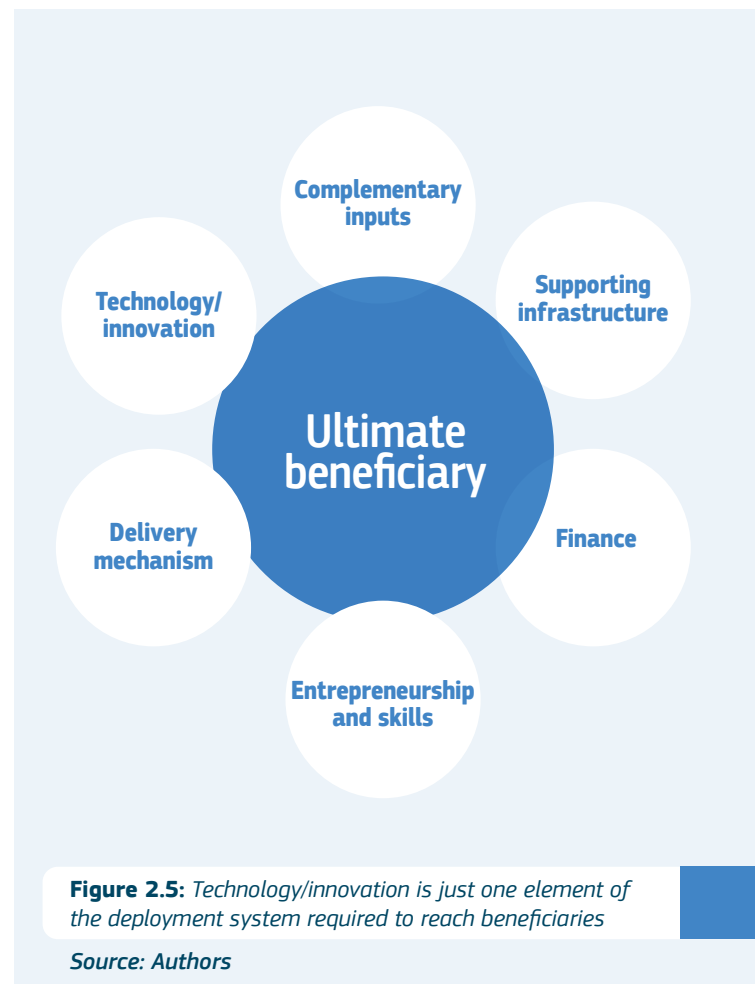 Complementary
inputs
Supporting
infrastructure
Technology/
innovation
Ultimate
beneficiary
Delivery
mechanism
Finance
Entrepreneurship
and skills
Figure 2.5: Technology/innovation is just one element of
the deployment system required to reach beneficiaries
Source: Authors